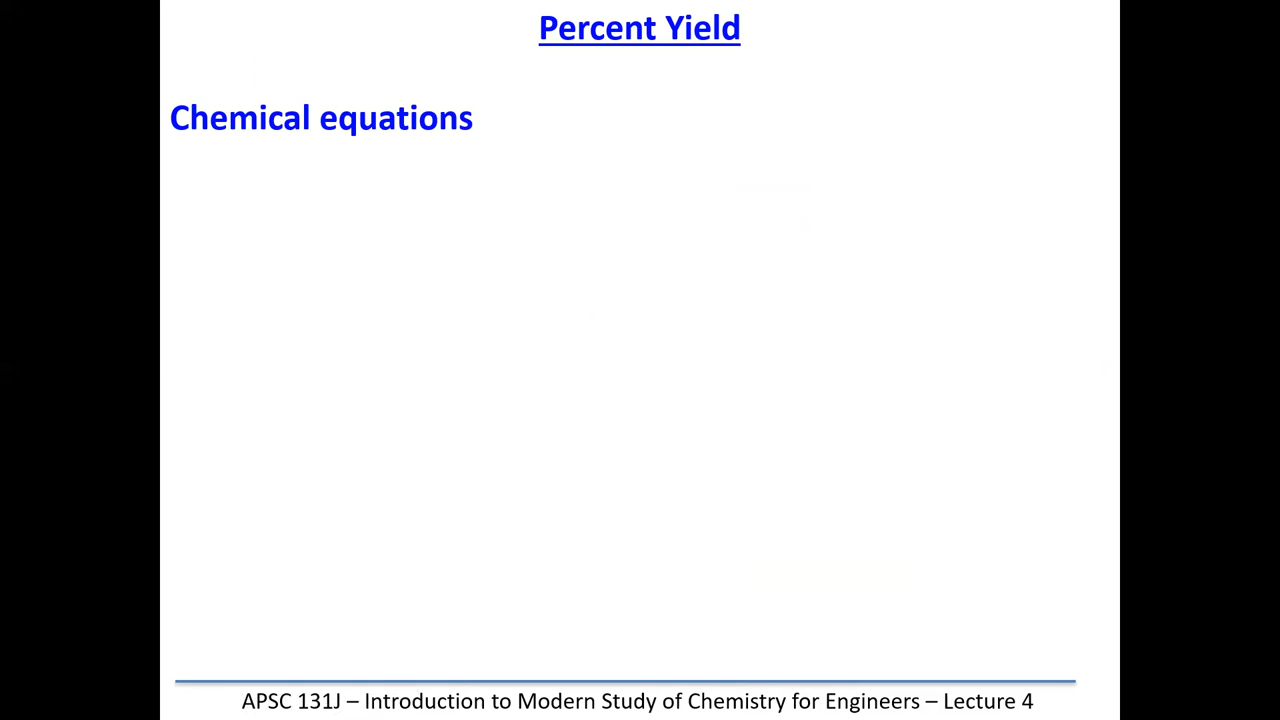 Percent Yield
Chemical equations
APSC 131J – Introduction to Modern Study of Chemistry for Engineers – Lecture 4